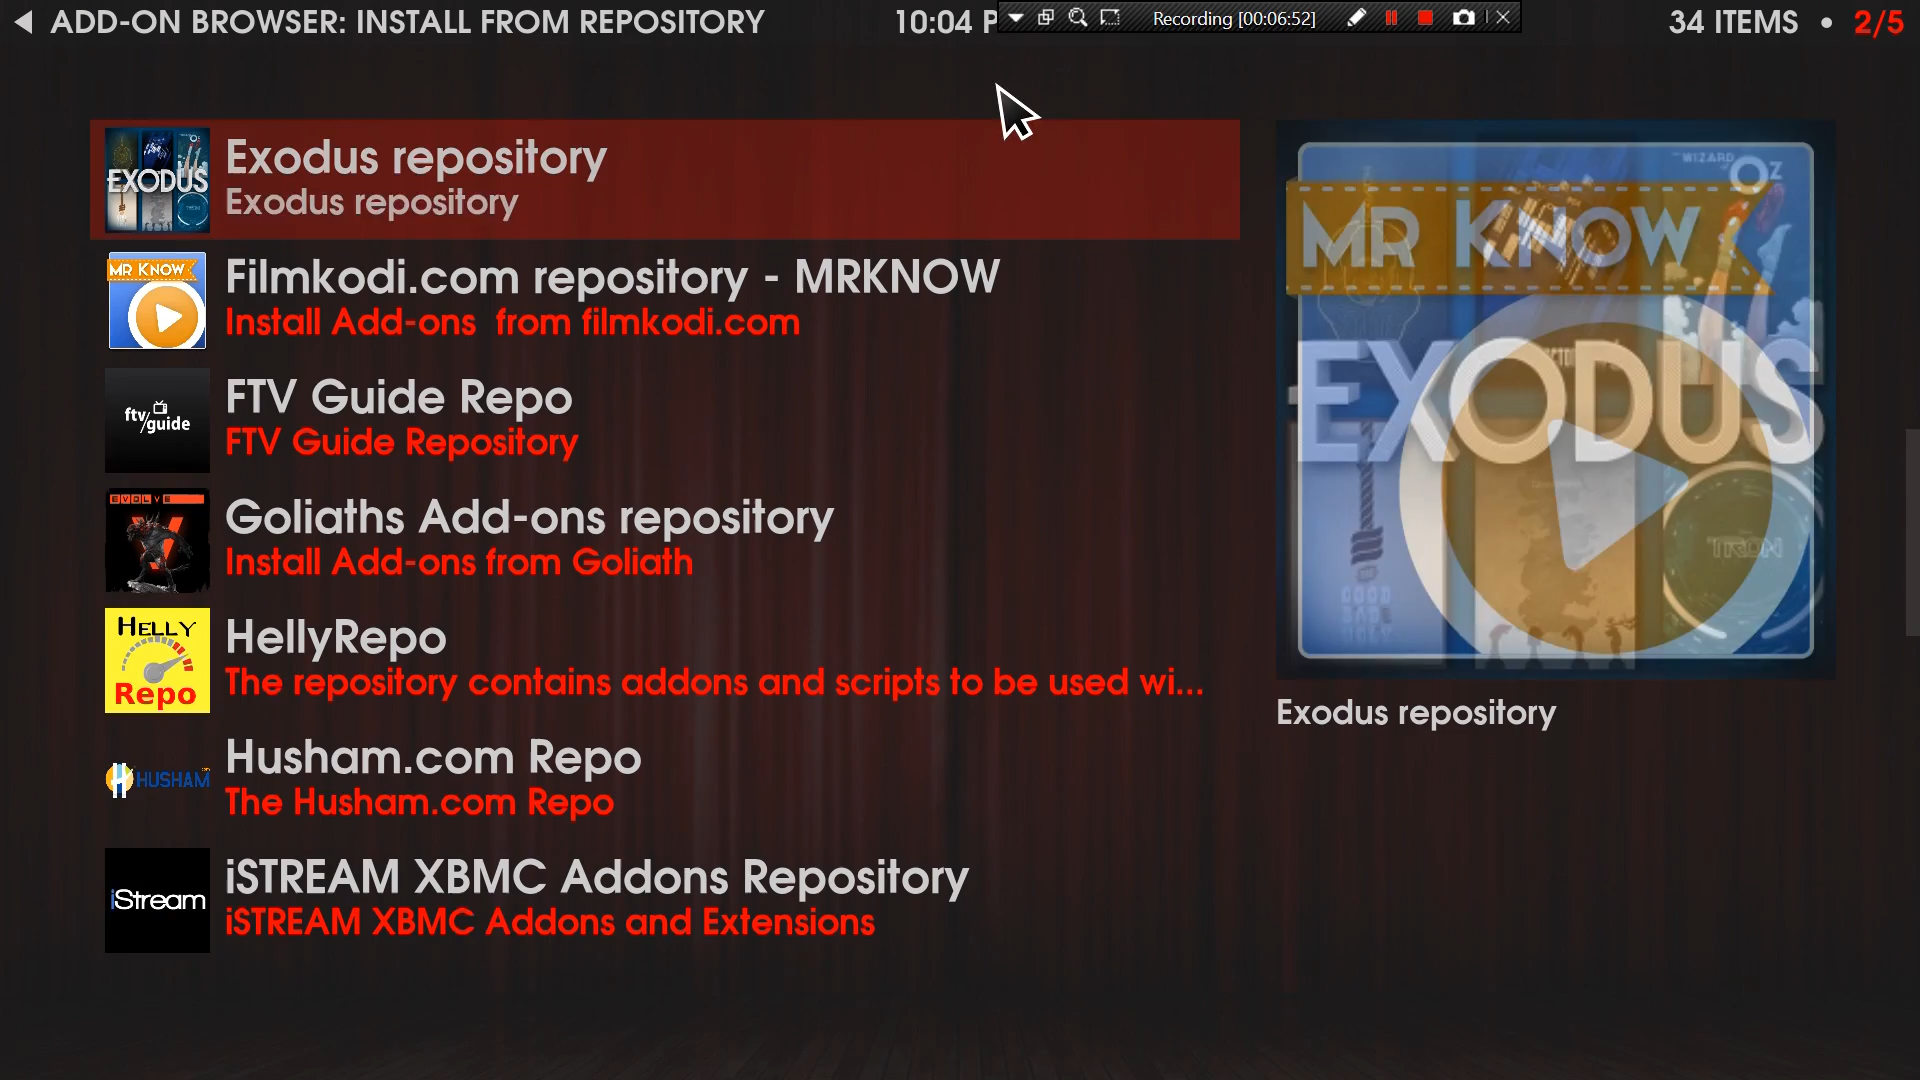 ADD-ON BROWSER: INSTALL FROM REPOSITORY
10:04 P
Recording [00:06:52]
34 ITEMS • 2/5
EXODUS
Exodus repository
Exodus repository
MR KNOW
Filmkodi.com repository - MRKNOW
Install Add-ons from filmkodi.com
ftv/guide
FTV Guide Repo
FTV Guide Repository
EVOLVE
Goliaths Add-ons repository
Install Add-ons from Goliath
HELLY
Repo
HellyRepo
The repository contains addons and scripts to be used wi...
HUSHAM
Husham.com Repo
The Husham.com Repo
iStream
iSTREAM XBMC Addons Repository
iSTREAM XBMC Addons and Extensions
WIZARD
OZ
MR KNOW
EXODUS
TRON
Exodus repository